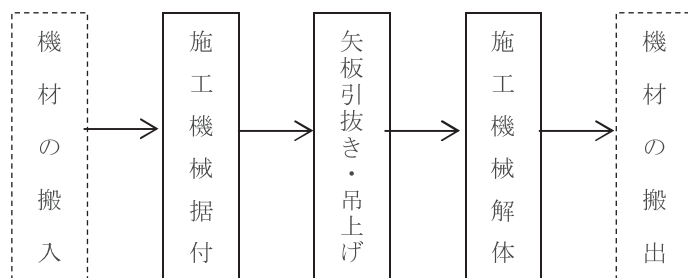 機材の搬入
施工機械据付
矢板引抜き・吊上げ
施工機械解体
機材の搬出